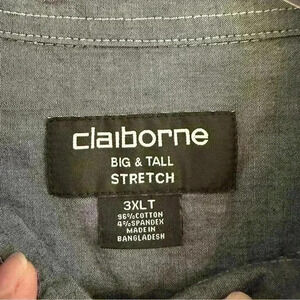 claiborne
BIG & TALL
STRETCH
3XLT
96% COTTON
4% SPANDEX
MADE IN
BANGLADESH